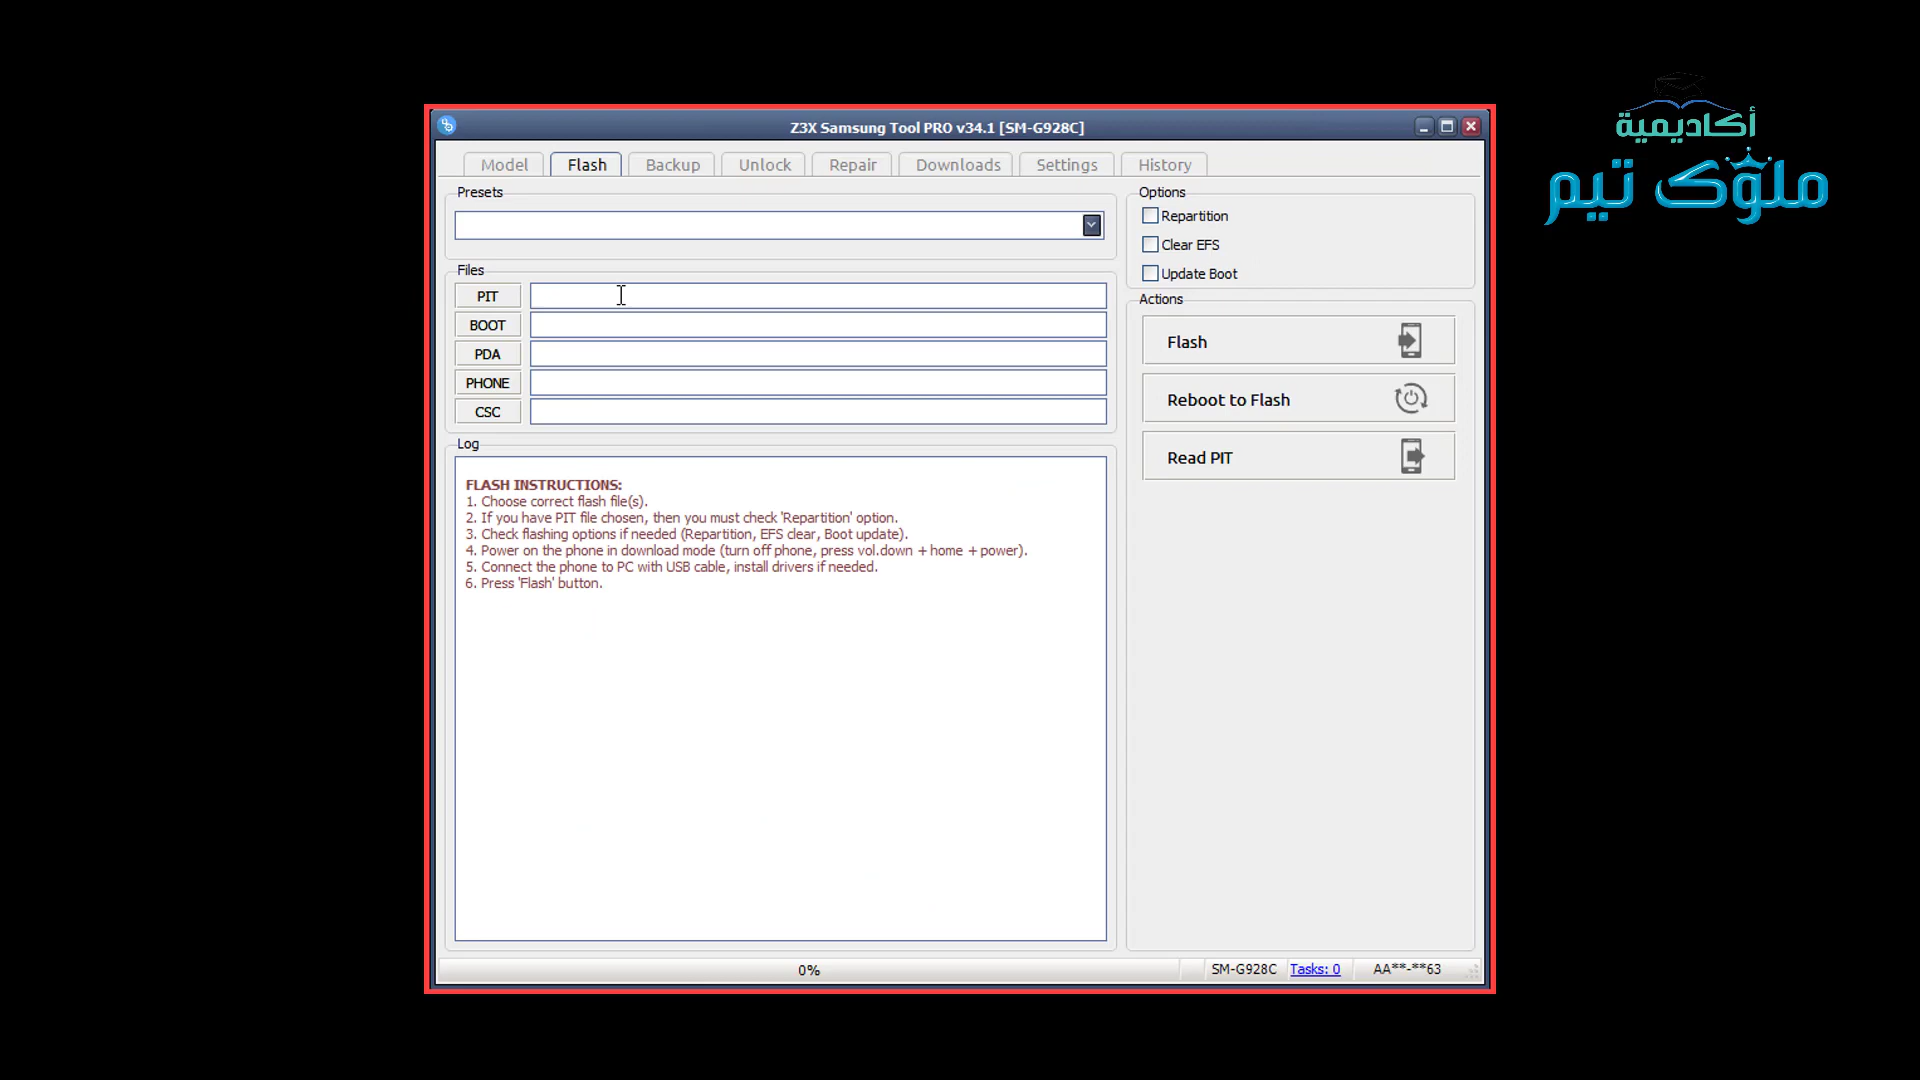 Z3X Samsung Tool PRO v34.1 [SM-G928C]
أكاديمية
ملوك تيم
Model Flash Backup Unlock Repair Downloads Settings History
Presets
Options
Repartition
Clear EFS
Update Boot
Files
PIT
BOOT
PDA
PHONE
CSC
Actions
Flash
Reboot to Flash
Read PIT
Log
FLASH INSTRUCTIONS:
1. Choose correct flash file(s).
2. If you have PIT file chosen, then you must check 'Repartition' option.
3. Check flashing options if needed (Repartition, EFS clear, Boot update).
4. Power on the phone in download mode (turn off phone, press vol.down + home + power).
5. Connect the phone to PC with USB cable, install drivers if needed.
6. Press 'Flash' button.
0% SM-G928C Tasks: 0 AA**-**63